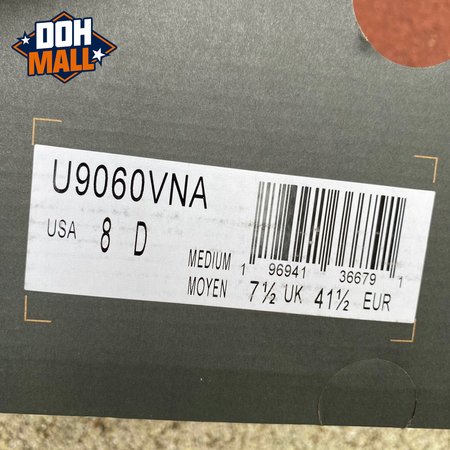 DOH
MALL
U9060VNA
USA 8 D
MEDIUM
MOYEN
1 96941 36679 1
7½ UK 41½ EUR